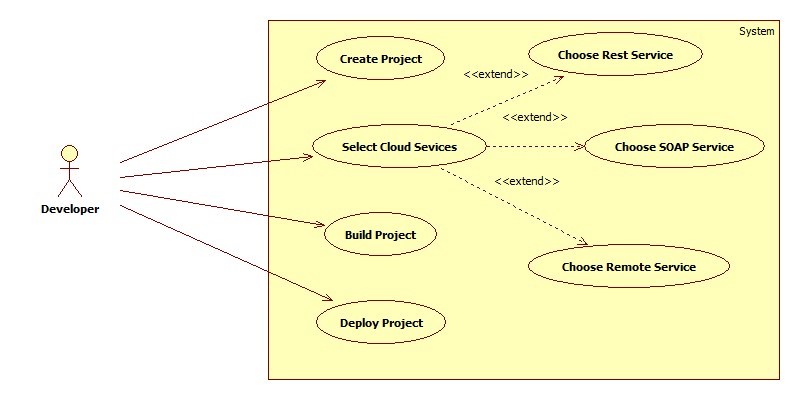 System
Create Project
Choose Rest Service
<<extend>>
<<extend>>
Select Cloud Sevices
Choose SOAP Service
<<extend>>
Developer
Build Project
Choose Remote Service
Deploy Project